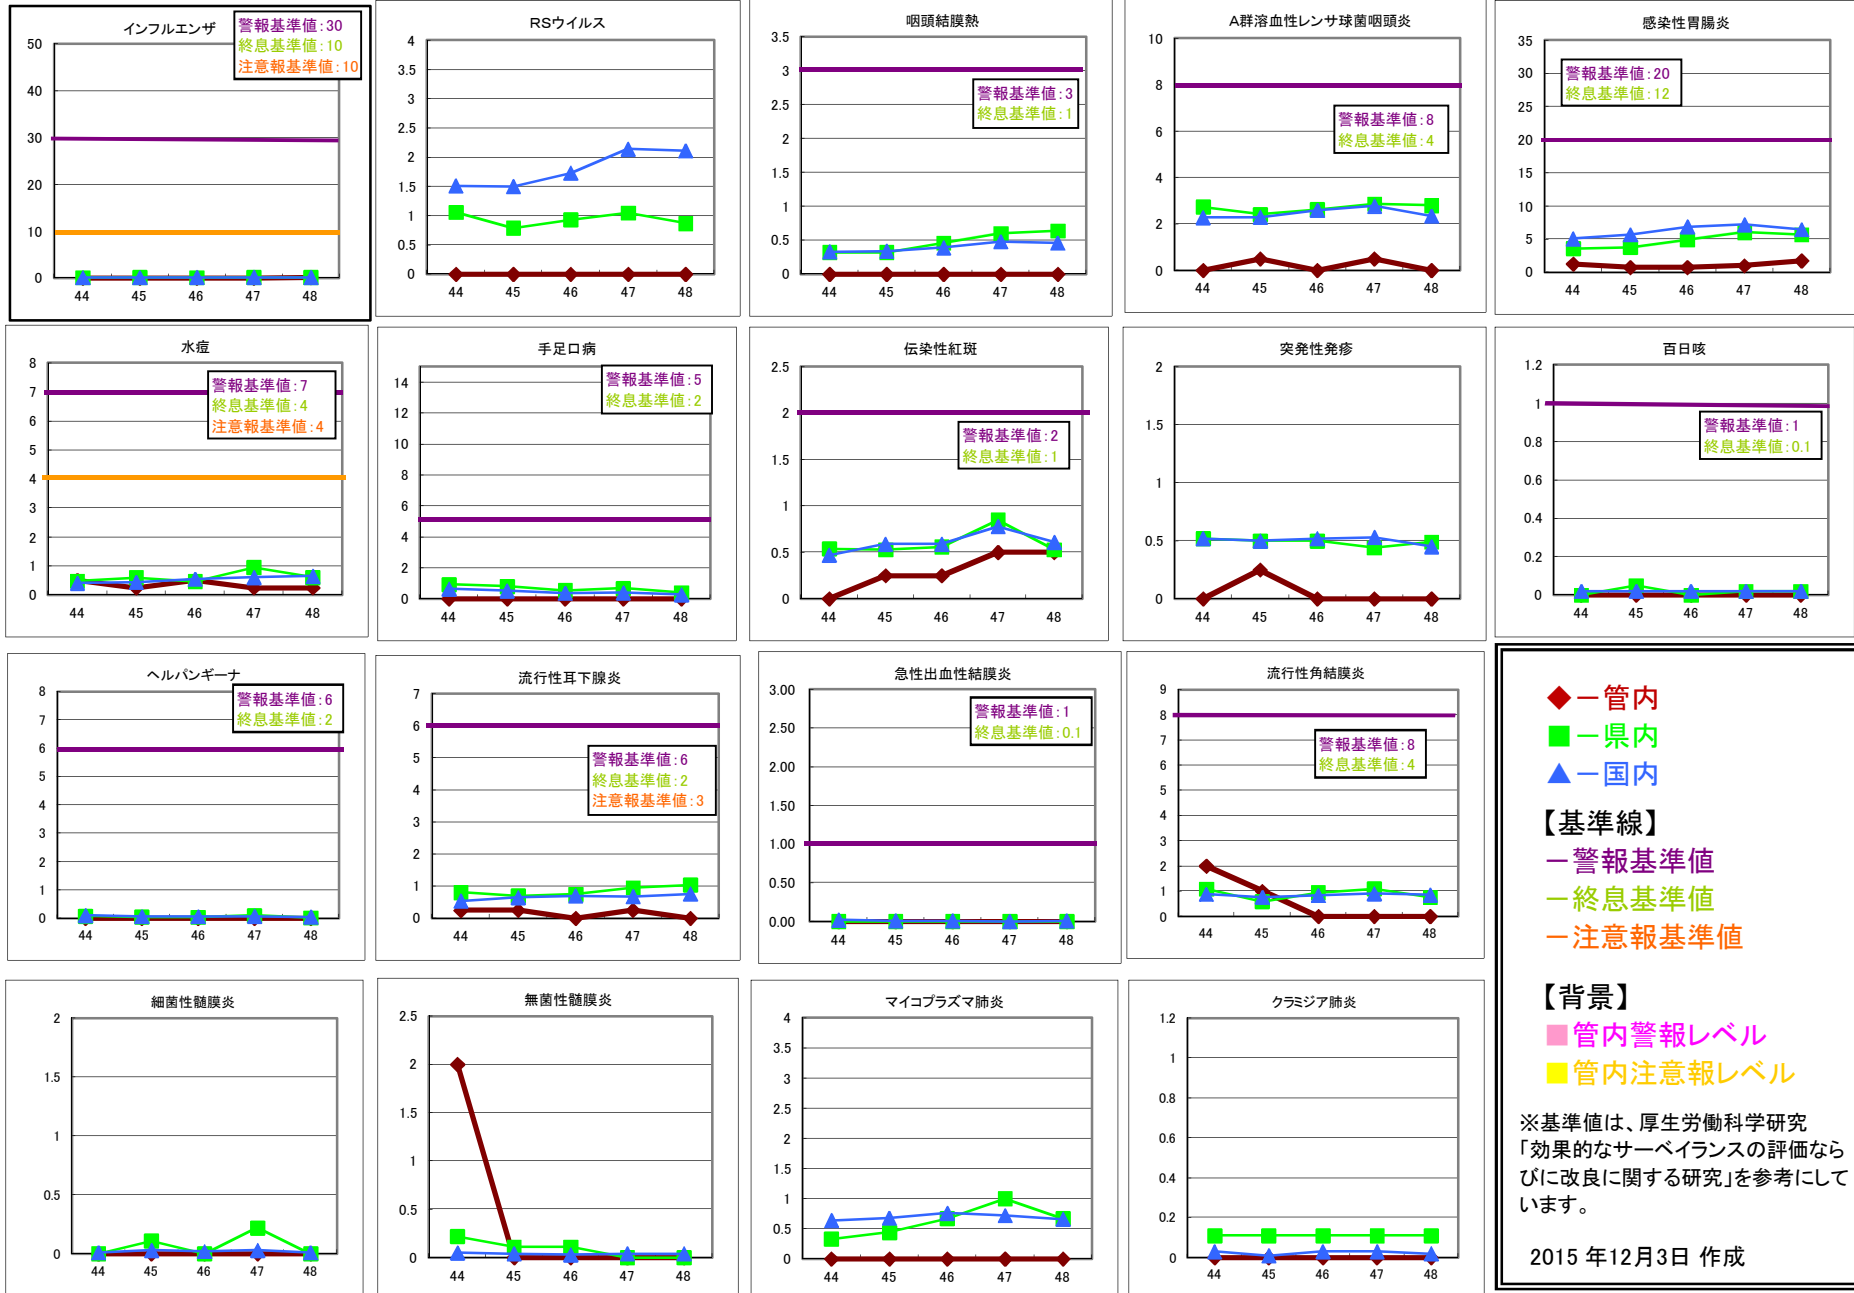 インフルエンザ
警報基準値:30
終息基準値:10
注意報基準値:10
50
40
30
20
10
0
44 45 46 47 48
RSウイルス
4
3.5
3
2.5
2
1.5
1
0.5
0
44 45 46 47 48
咽頭結膜熱
警報基準値:3
終息基準値:1
3.5
3
2.5
2
1.5
1
0.5
0
44 45 46 47 48
A群溶血性レンサ球菌咽頭炎
警報基準値:8
終息基準値:4
10
8
6
4
2
0
44 45 46 47 48
感染性胃腸炎
警報基準値:20
終息基準値:12
35
30
25
20
15
10
5
0
44 45 46 47 48
水痘
警報基準値:7
終息基準値:4
注意報基準値:4
8
7
6
5
4
3
2
1
0
44 45 46 47 48
手足口病
警報基準値:5
終息基準値:2
14
12
10
8
6
4
2
0
44 45 46 47 48
伝染性紅斑
警報基準値:2
終息基準値:1
2.5
2
1.5
1
0.5
0
44 45 46 47 48
突発性発疹
2
1.5
1
0.5
0
44 45 46 47 48
百日咳
警報基準値:1
終息基準値:0.1
1.2
1
0.8
0.6
0.4
0.2
0
44 45 46 47 48
ヘルパンギーナ
警報基準値:6
終息基準値:2
8
7
6
5
4
3
2
1
0
44 45 46 47 48
流行性耳下腺炎
警報基準値:6
終息基準値:2
注意報基準値:3
7
6
5
4
3
2
1
0
44 45 46 47 48
急性出血性結膜炎
警報基準値:1
終息基準値:0.1
3.00
2.50
2.00
1.50
1.00
0.50
0.00
44 45 46 47 48
流行性角結膜炎
警報基準値:8
終息基準値:4
9
8
7
6
5
4
3
2
1
0
44 45 46 47 48
細菌性髄膜炎
2
1.5
1
0.5
0
44 45 46 47 48
無菌性髄膜炎
2.5
2
1.5
1
0.5
0
44 45 46 47 48
マイコプラズマ肺炎
4
3.5
3
2.5
2
1.5
1
0.5
0
44 45 46 47 48
クラミジア肺炎
1.2
1
0.8
0.6
0.4
0.2
0
44 45 46 47 48
◆ー管内
■ー県内
▲ー国内
【基準線】
ー警報基準値
ー終息基準値
ー注意報基準値
【背景】
■管内警報レベル
■管内注意報レベル
※基準値は、厚生労働科学研究
「効果的なサーベイランスの評価なら
びに改良に関する研究」を参考にして
います。
2015 年12月3日 作成